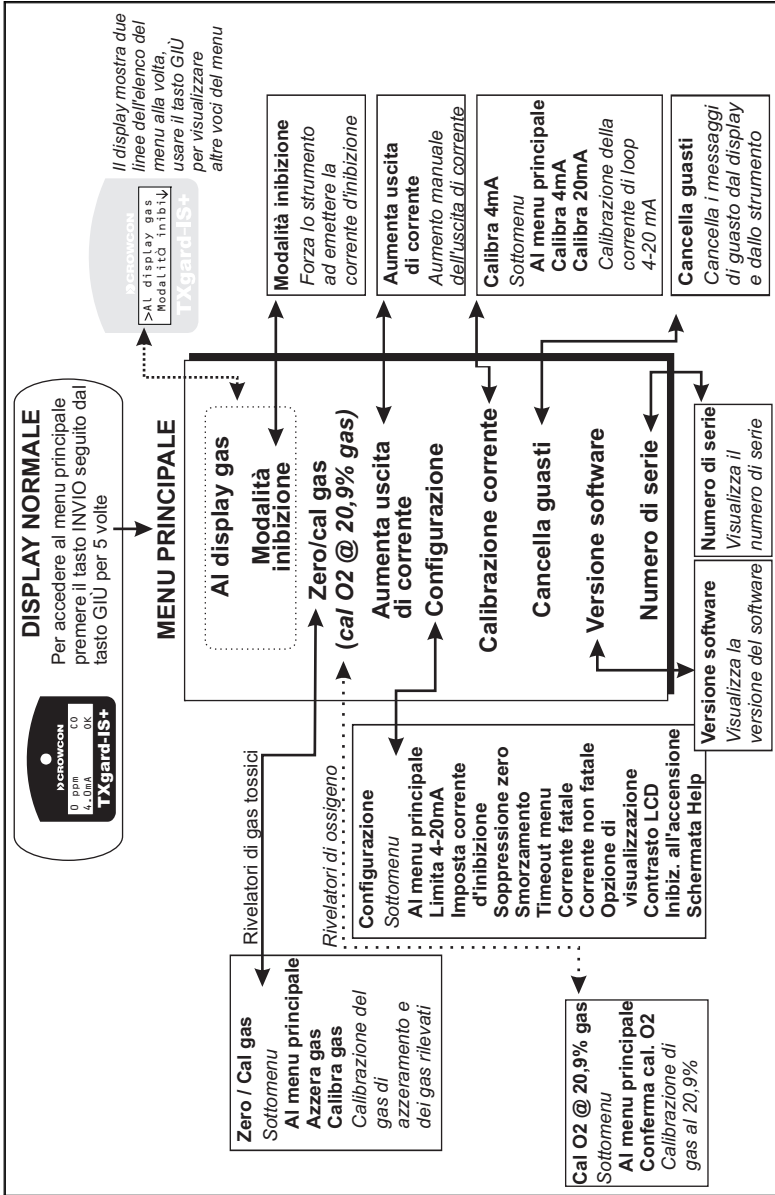 DISPLAY NORMALE
Per accedere al menu principale
premere il tasto INVIO seguito dal
tasto GIÙ per 5 volte
CROWCON
0 ppm CO
4.0mA OK
TXgard-IS+
Il display mostra due
linee dell'elenco del
menu alla volta,
usare il tasto GIÙ
per visualizzare
altre voci del menu
CROWCON
>Al display gas
Modalità inibi↓
TXgard-IS+
MENU PRINCIPALE
Al display gas
Modalità
inibizione
Zero/cal gas
(cal O2 @ 20,9% gas)
Aumenta uscita
di corrente
Configurazione
Calibrazione corrente
Cancella guasti
Versione software
Numero di serie
Rivelatori di gas tossici
Rivelatori di ossigeno
Zero / Cal gas
Sottomenu
Al menu principale
Azzera gas
Calibra gas
Calibrazione del
gas di
azzeramento e
dei gas rilevati
Cal O2 @ 20,9% gas
Sottomenu
Al menu principale
Conferma cal. O2
Calibrazione di
gas al 20,9%
Configurazione
Sottomenu
Al menu principale
Limita 4-20mA
Imposta corrente
d'inibizione
Soppressione zero
Smorzamento
Timeout menu
Corrente fatale
Corrente non fatale
Opzione di
visualizzazione
Contrasto LCD
Inibiz. all'accensione
Schermata Help
Modalità inibizione
Forza lo strumento
ad emettere la
corrente d'inibizione
Aumenta uscita
di corrente
Aumento manuale
dell'uscita di corrente
Calibra 4mA
Sottomenu
Al menu principale
Calibra 4mA
Calibra 20mA
Calibrazione della
corrente di loop
4-20 mA
Cancella guasti
Cancella i messaggi
di guasto dal display
e dallo strumento
Versione software
Visualizza la
versione del software
Numero di serie
Visualizza il
numero di serie